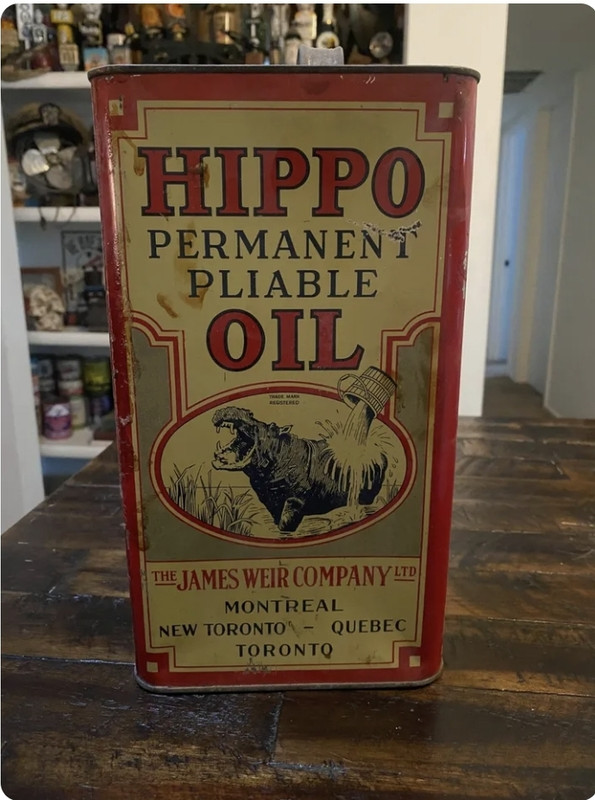 HIPPO
PERMANENT
PLIABLE
OIL
TRADE MARK
REGISTERED
THE JAMES WEIR COMPANY LTD
MONTREAL
NEW TORONTO – QUEBEC
TORONTO